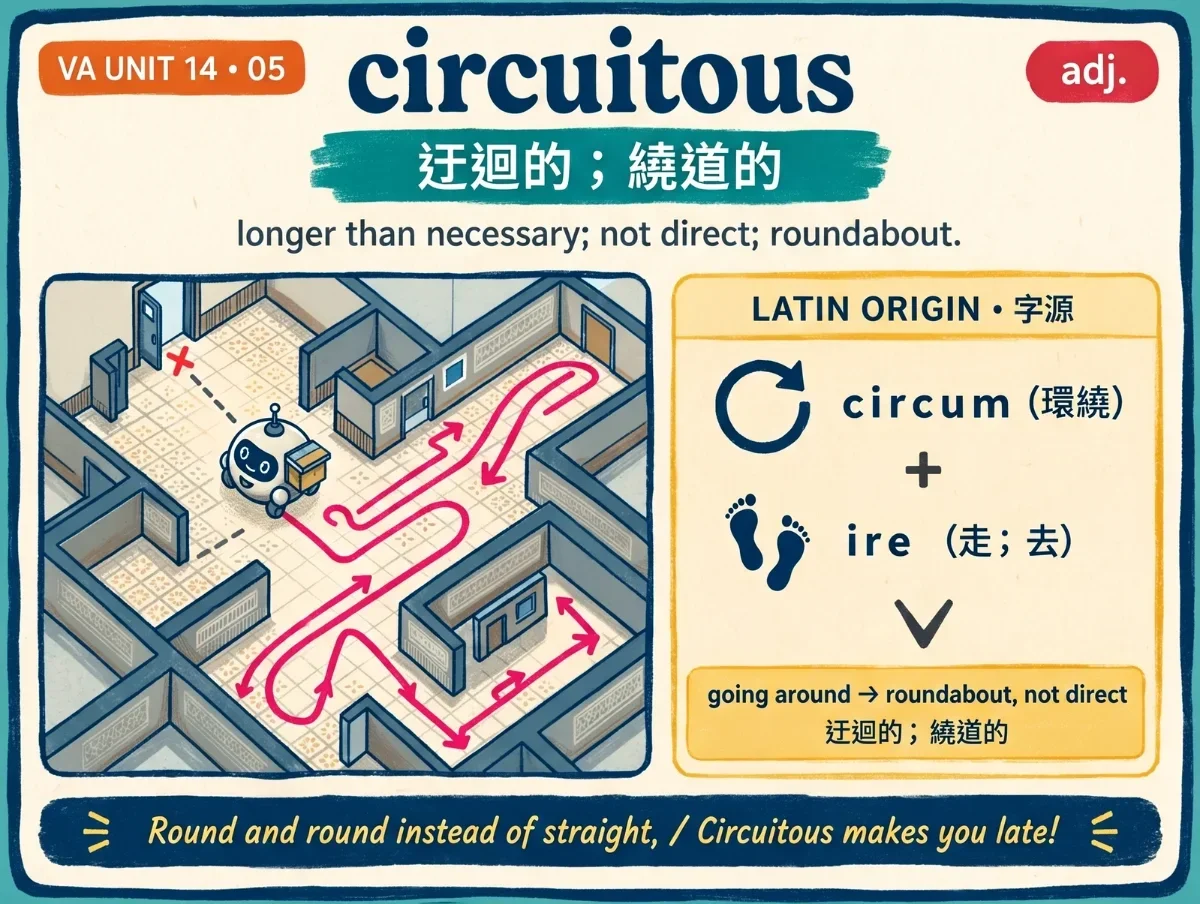 VA UNIT 14 • 05
circuitous
adj.
迂迴的；繞道的
longer than necessary; not direct; roundabout.
LATIN ORIGIN • 字源
circum（環繞）
+
ire （走；去）
going around → roundabout, not direct
迂迴的；繞道的
Round and round instead of straight, / Circuitous makes you late!